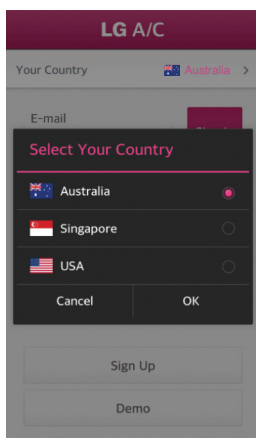 LG A/C
Your Country Australia >
E-mail
Select Your Country
Australia
Singapore
USA
Cancel OK
Sign Up
Demo